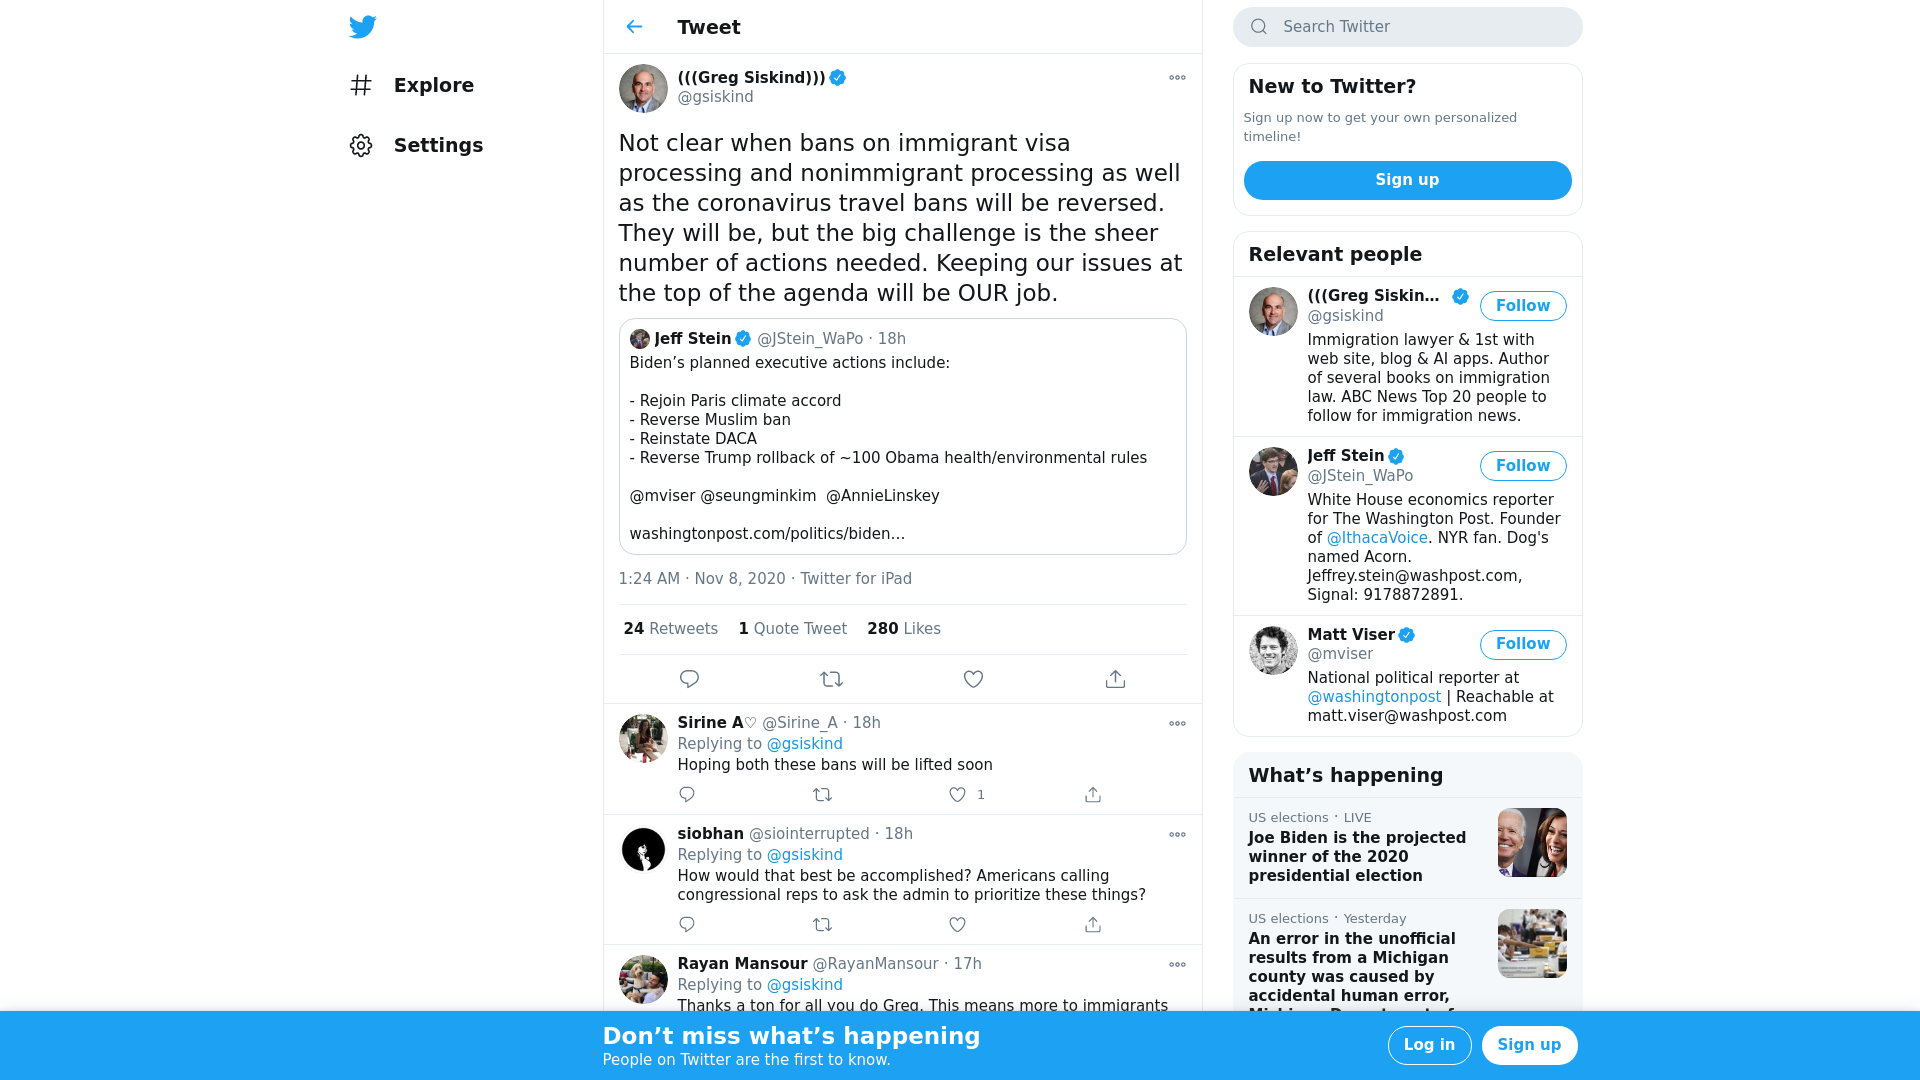 Explore
Settings
Tweet
(((Greg Siskind)))
@gsiskind
Not clear when bans on immigrant visa
processing and nonimmigrant processing as well
as the coronavirus travel bans will be reversed.
They will be, but the big challenge is the sheer
number of actions needed. Keeping our issues at
the top of the agenda will be OUR job.
Jeff Stein @JStein_WaPo · 18h
Biden’s planned executive actions include:
- Rejoin Paris climate accord
- Reverse Muslim ban
- Reinstate DACA
- Reverse Trump rollback of ~100 Obama health/environmental rules
@mviser @seungminkim @AnnieLinskey
washingtonpost.com/politics/biden…
1:24 AM · Nov 8, 2020 · Twitter for iPad
24 Retweets 1 Quote Tweet 280 Likes
Sirine A♡ @Sirine_A · 18h
Replying to @gsiskind
Hoping both these bans will be lifted soon
1
siobhan @siointerrupted · 18h
Replying to @gsiskind
How would that best be accomplished? Americans calling
congressional reps to ask the admin to prioritize these things?
Rayan Mansour @RayanMansour · 17h
Replying to @gsiskind
Thanks a ton for all you do Greg. This means more to immigrants
Search Twitter
New to Twitter?
Sign up now to get your own personalized
timeline!
Sign up
Relevant people
(((Greg Siskin…
@gsiskind
Follow
Immigration lawyer & 1st with
web site, blog & AI apps. Author
of several books on immigration
law. ABC News Top 20 people to
follow for immigration news.
Jeff Stein
@JStein_WaPo
Follow
White House economics reporter
for The Washington Post. Founder
of @IthacaVoice. NYR fan. Dog's
named Acorn.
Jeffrey.stein@washpost.com,
Signal: 9178872891.
Matt Viser
@mviser
Follow
National political reporter at
@washingtonpost | Reachable at
matt.viser@washpost.com
What’s happening
US elections · LIVE
Joe Biden is the projected
winner of the 2020
presidential election
US elections · Yesterday
An error in the unofficial
results from a Michigan
county was caused by
accidental human error,
Michigan Department of
Don’t miss what’s happening
People on Twitter are the first to know.
Log in
Sign up